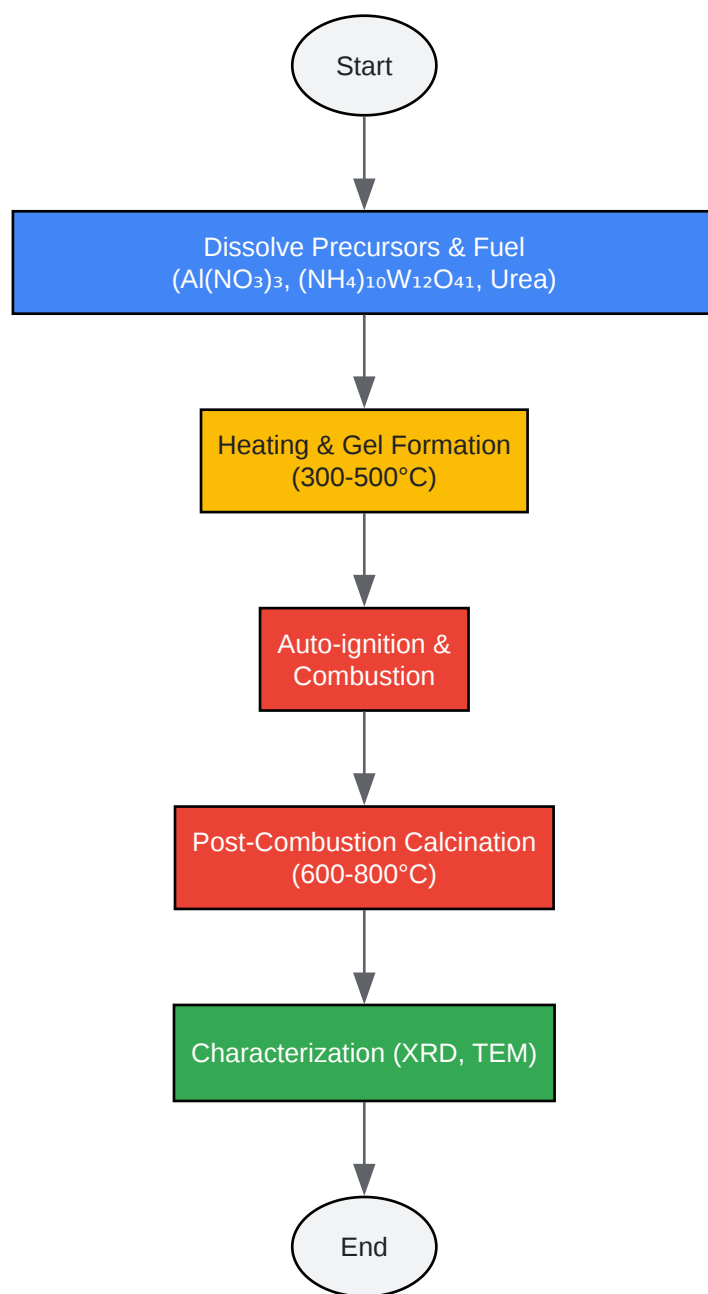 Start
Dissolve Precursors & Fuel
(Al(NO₃)₃, (NH₄)₁₀W₁₂O₄₁, Urea)
Heating & Gel Formation
(300-500°C)
Auto-ignition &
Combustion
Post-Combustion Calcination
(600-800°C)
Characterization (XRD, TEM)
End